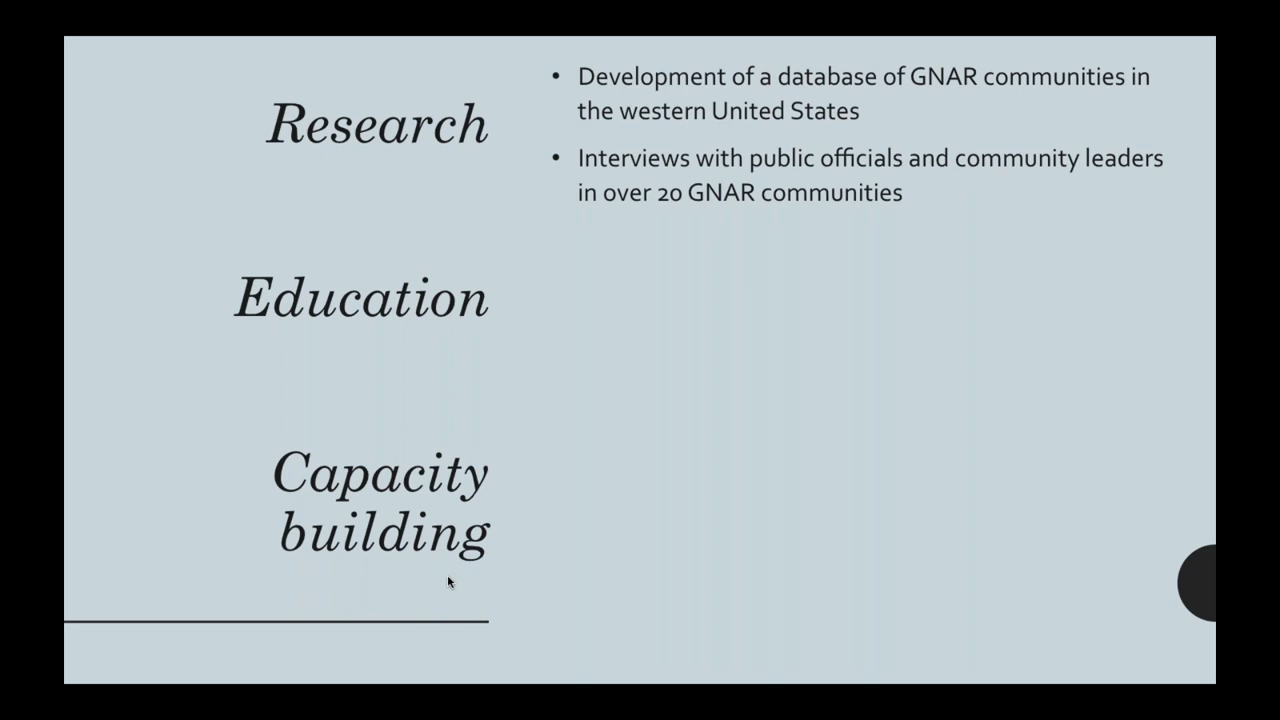 Research
• Development of a database of GNAR communities in
the western United States
• Interviews with public officials and community leaders
in over 20 GNAR communities
Education
Capacity
building